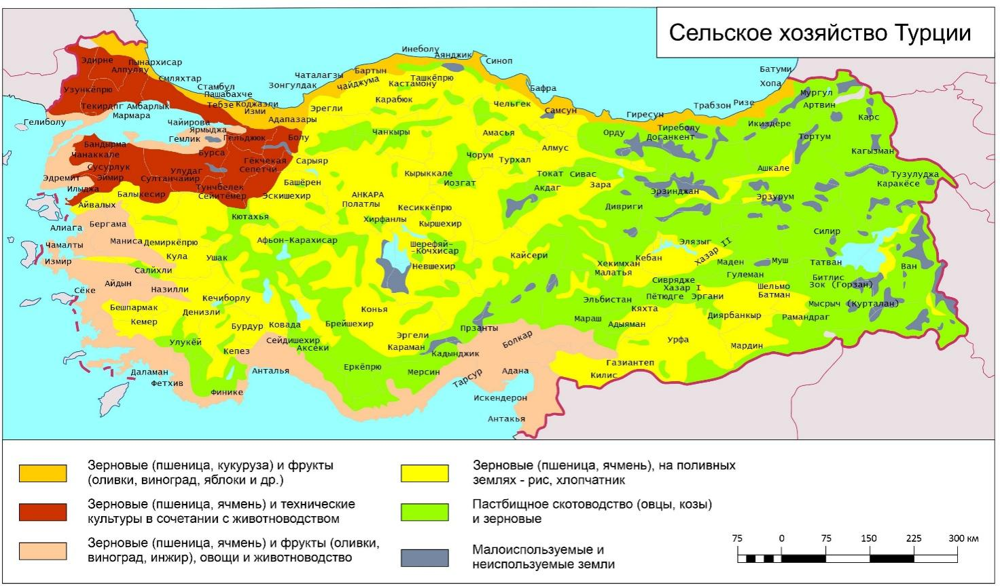 Сельское хозяйство Турции
Инеболу
Аянджик
Синоп
Батуми
Хопа
Эдирне
Пынархисар
Алпуллу
Чаталагзы
Бартын
Ташкёпрю
Смляхтар
Зонгулдак
Чайджума
Кастамону
Бафра
Мургул
Узункёпрю
Стамбул
Пашабахче
Карабюк
Чельгек
Самсун
Артвин
Текирдпг
Амбарлык
Тебзе
Коджаэли
Эрегли
Гиресун
Трабзон
Ризе
Карс
Мармара
Измит
Адапазары
Гелиболу
Чайирова
Ярмыджа
Икиздере
Гемлик
Гельджюк
Болу
Чанкыры
Амасья
Орду
Тиреболу
Доганкент
Тортум
Бандырма
Чанаккале
Бурса
Алмус
Кагызман
Сусурлук
Гёкчекая
Сепетчи
Сарыяр
Чорум
Турхал
Ашкале
Эдремит
Эймир
Улудаг
Султанчаиир
Кырыккале
Токат
Сивас
Тузулуджа
Илыджа
Тунчбелек
Башёрен
Иозгат
Акдаг
Зара
Каракёсе
Балыкесир
Сейитемер
Эскишехир
АНКАРА
Эрзинджан
Эрзурум
Айвалых
Полатлы
Кесиккёпрю
Дивриги
Бергама
Кютахья
Хирфанлы
Кыршехир
Алиага
Силир
Маниса
Демиркёпрю
Афьон-Карахисар
Шерефяй-
-Кочхисар
Элязыг
Хазар II
Чамалты
Кула
Ушак
Кайсери
Кебан
Измир
Невшехир
Хекимхан
Маден
Муш
Татван
Ван
Салйхли
Малатья
Гулеман
Битлис
Айдын
Назилли
Сиврядже
Хазар I
Зок (Горзан)
Сёке
Кечиборлу
Эльбистан
Пётюдге
Эргани
Шельмо
Батман
Бешпармак
Денизли
Конья
Кяхта
Мысрыч (Курталан)
Кемер
Бурдур
Ковада
Брейшехир
Мараш
Адыяман
Диярбанкыр
Рамандраг
Улукёй
Сейдишехир
Эргели
Прзанты
Болкар
Урфа
Кепез
Аксеки
Караман
Кадынджик
Мардин
Даламан
Анталья
Еркёпрю
Мерсин
Тарсур
Адана
Газиантеп
Килис
Фетхив
Финике
Искендерон
Антакья
Зерновые (пшеница, кукуруза) и фрукты
(оливки, виноград, яблоки и др.)
Зерновые (пшеница, ячмень) и технические
культуры в сочетании с животноводством
Зерновые (пшеница, ячмень) и фрукты (оливки,
виноград, инжир), овощи и животноводство
Зерновые (пшеница, ячмень), на поливных
землях - рис, хлопчатник
Пастбищное скотоводство (овцы, козы)
и зерновые
Малоиспользуемые и
неиспользуемые земли
75 0 75 150 225 300 км